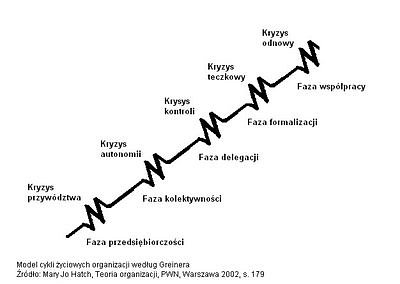 Kryzys
odnowy
Kryzys
teczkowy
Faza współpracy
Krysys
kontroli
Faza formalizacji
Kryzys
autonomii
Faza delegacji
Kryzys
przywództwa
Faza kolektywności
Faza przedsiębiorczości
Model cykli życiowych organizacji według Greinera
Źródło: Mary Jo Hatch, Teoria organizacji, PWN, Warszawa 2002, s. 179